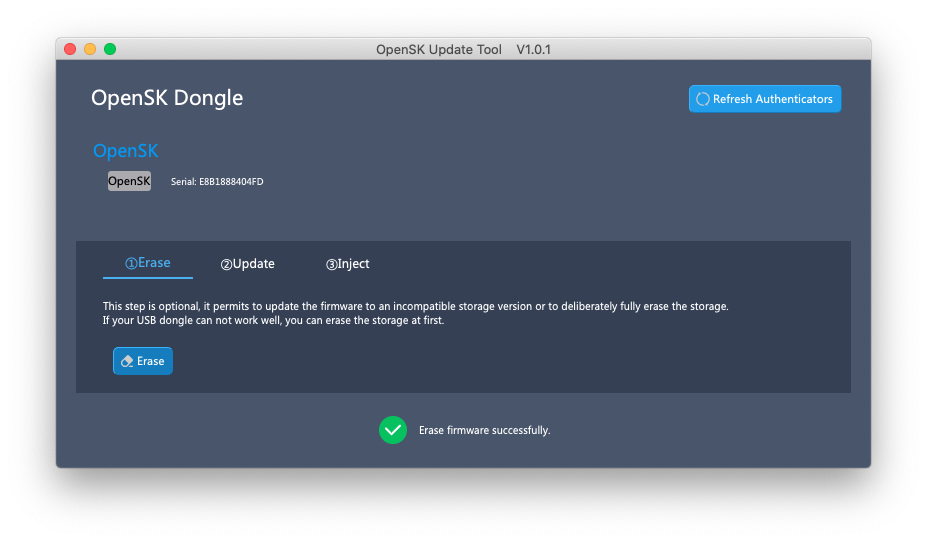 OpenSK Update Tool V1.0.1
OpenSK Dongle
Refresh Authenticators
OpenSK
OpenSK
Serial: E8B1888404FD
①Erase
②Update
③Inject
This step is optional, it permits to update the firmware to an incompatible storage version or to deliberately fully erase the storage.
If your USB dongle can not work well, you can erase the storage at first.
Erase
Erase firmware successfully.